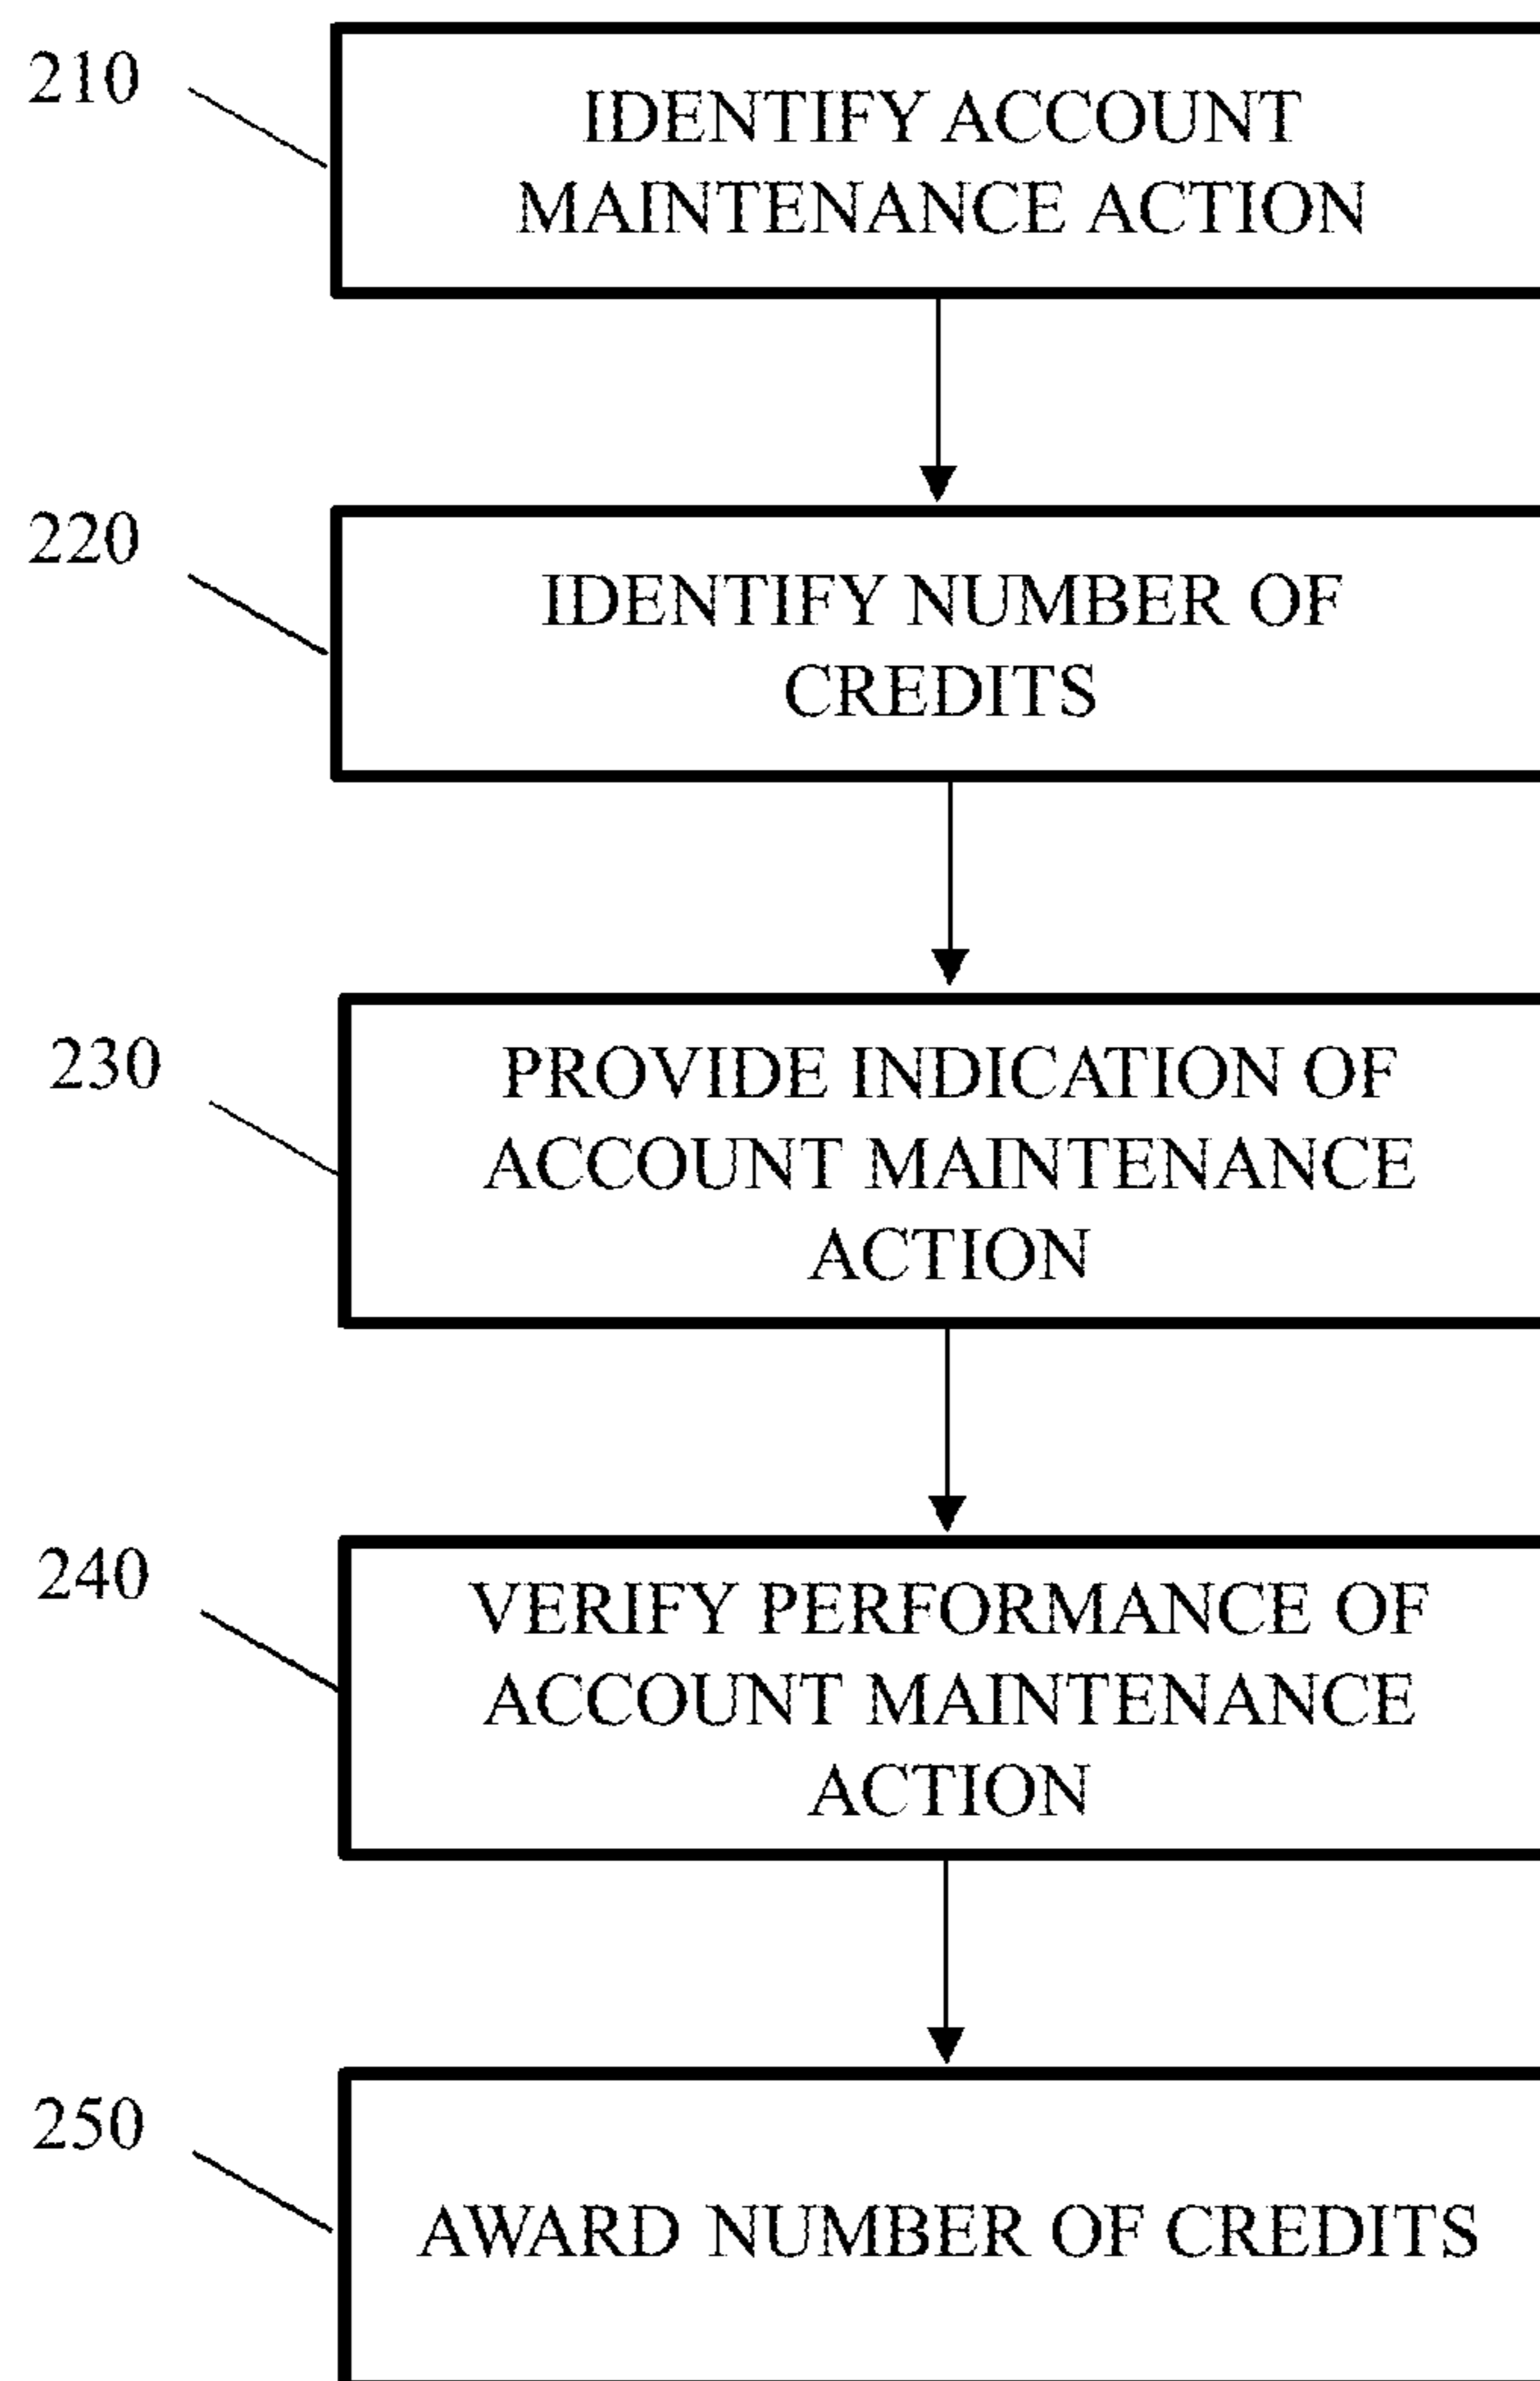 210
IDENTIFY ACCOUNT
MAINTENANCE ACTION
220
IDENTIFY NUMBER OF
CREDITS
230
PROVIDE INDICATION OF
ACCOUNT MAINTENANCE
ACTION
240
VERIFY PERFORMANCE OF
ACCOUNT MAINTENANCE
ACTION
250
AWARD NUMBER OF CREDITS